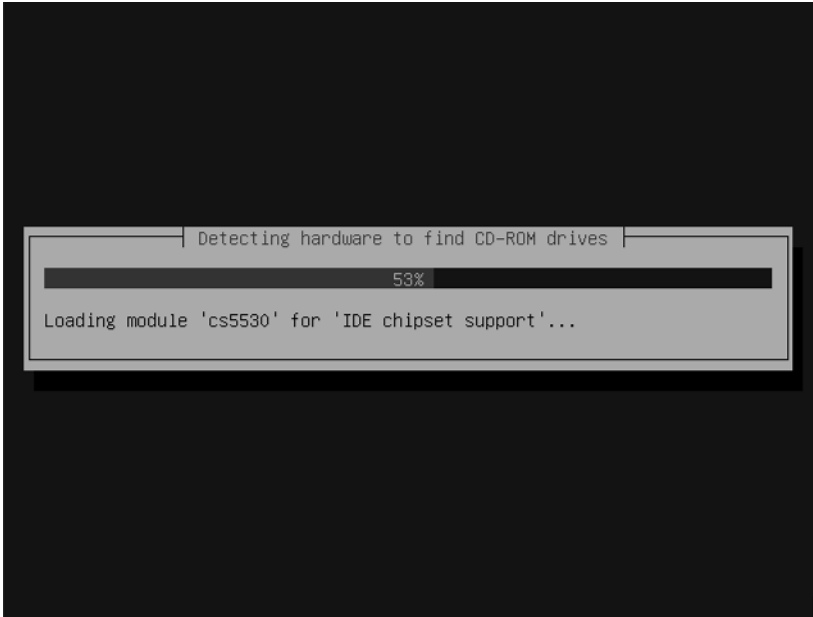 Detecting hardware to find CD-ROM drives
53%
Loading module 'cs5530' for 'IDE chipset support'...